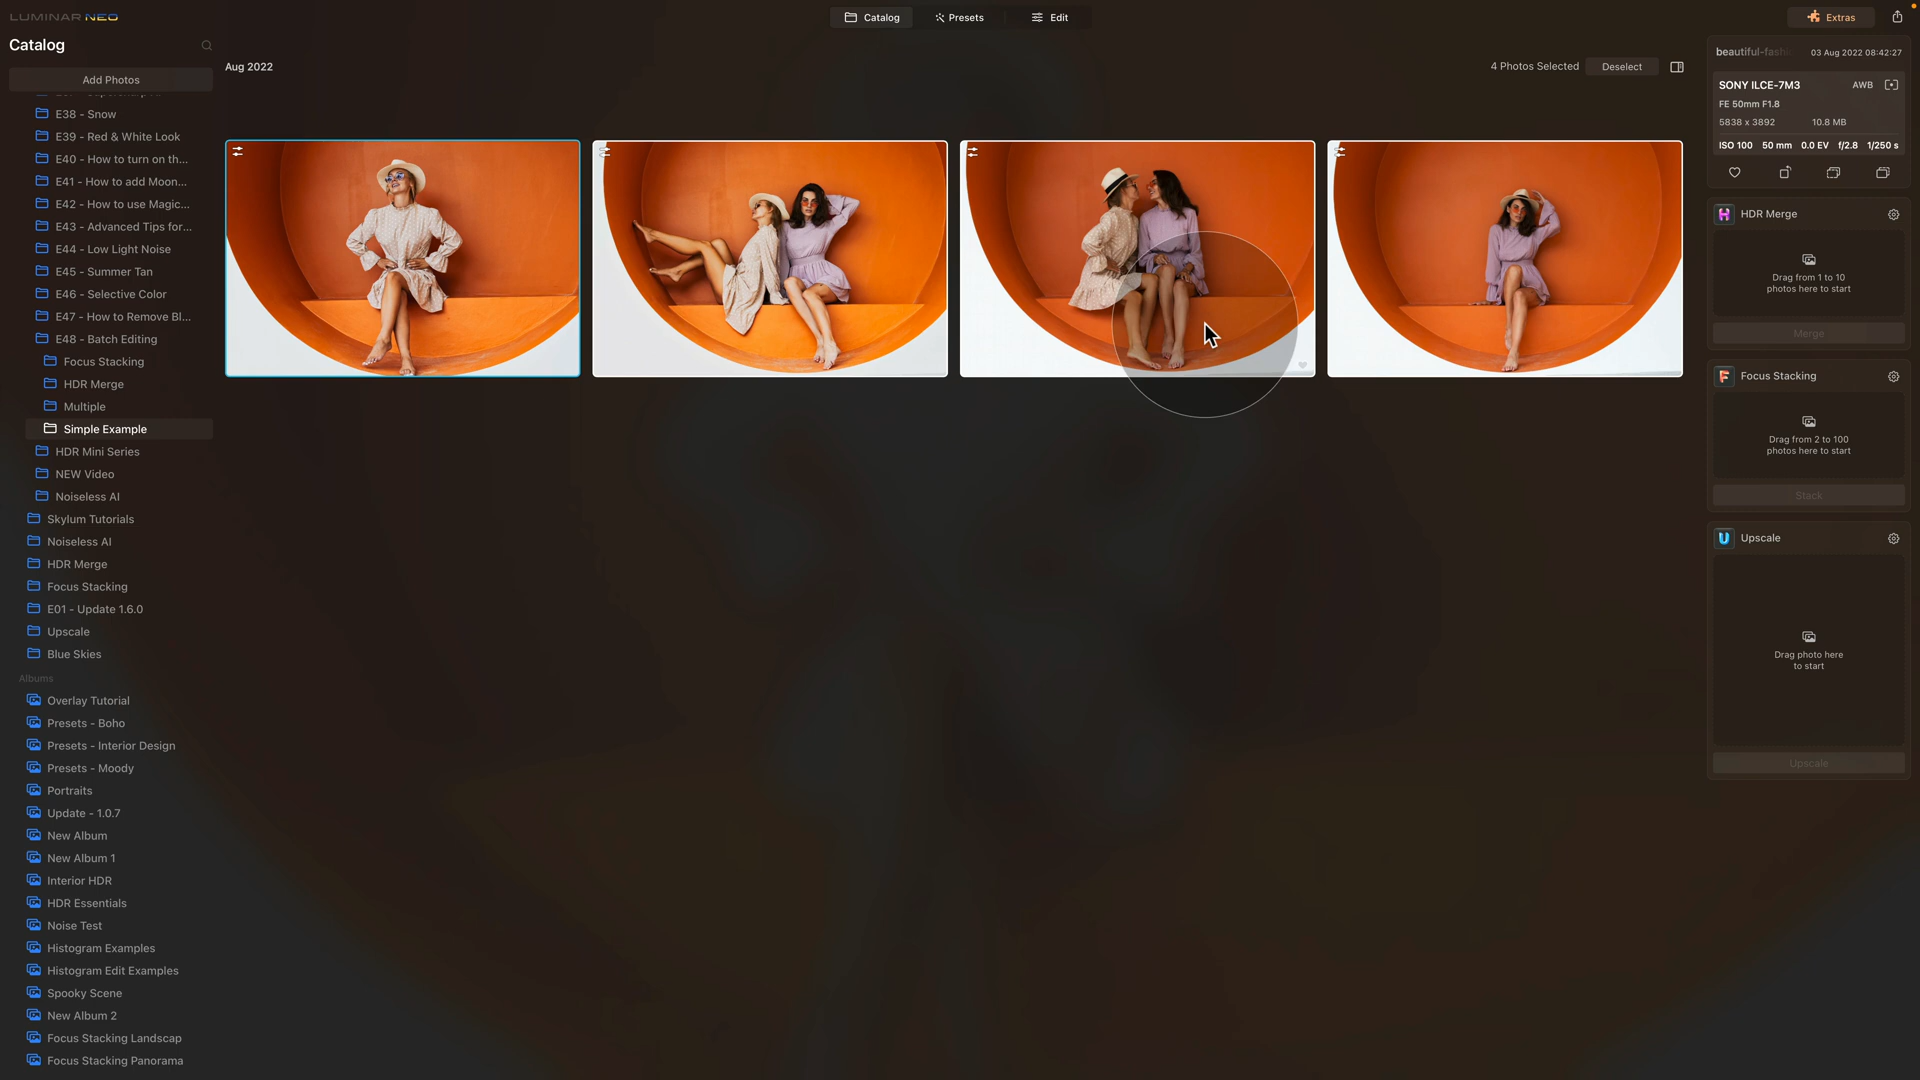 LUMINAR NEO
Catalog
Presets
Edit
Extras
Catalog
Add Photos
E38 - Snow
E39 - Red & White Look
E40 - How to turn on th...
E41 - How to add Moon...
E42 - How to use Magic...
E43 - Advanced Tips for...
E44 - Low Light Noise
E45 - Summer Tan
E46 - Selective Color
E47 - How to Remove Bl...
E48 - Batch Editing
Focus Stacking
HDR Merge
Multiple
Simple Example
HDR Mini Series
NEW Video
Noiseless AI
Skylum Tutorials
Noiseless AI
HDR Merge
Focus Stacking
E01 - Update 1.6.0
Upscale
Blue Skies
Albums
Overlay Tutorial
Presets - Boho
Presets - Interior Design
Presets - Moody
Portraits
Update - 1.0.7
New Album
New Album 1
Interior HDR
HDR Essentials
Noise Test
Histogram Examples
Histogram Edit Examples
Spooky Scene
New Album 2
Focus Stacking Landscap
Focus Stacking Panorama
Aug 2022
4 Photos Selected
Deselect
beautiful-fashi
03 Aug 2022 08:42:27
SONY ILCE-7M3
AWB
FE 50mm F1.8
5838 x 3892
10.8 MB
ISO 100
50 mm
0.0 EV
f/2.8
1/250 s
H
HDR Merge
Drag from 1 to 10
photos here to start
Merge
F
Focus Stacking
Drag from 2 to 100
photos here to start
Stack
U
Upscale
Drag photo here
to start
Upscale